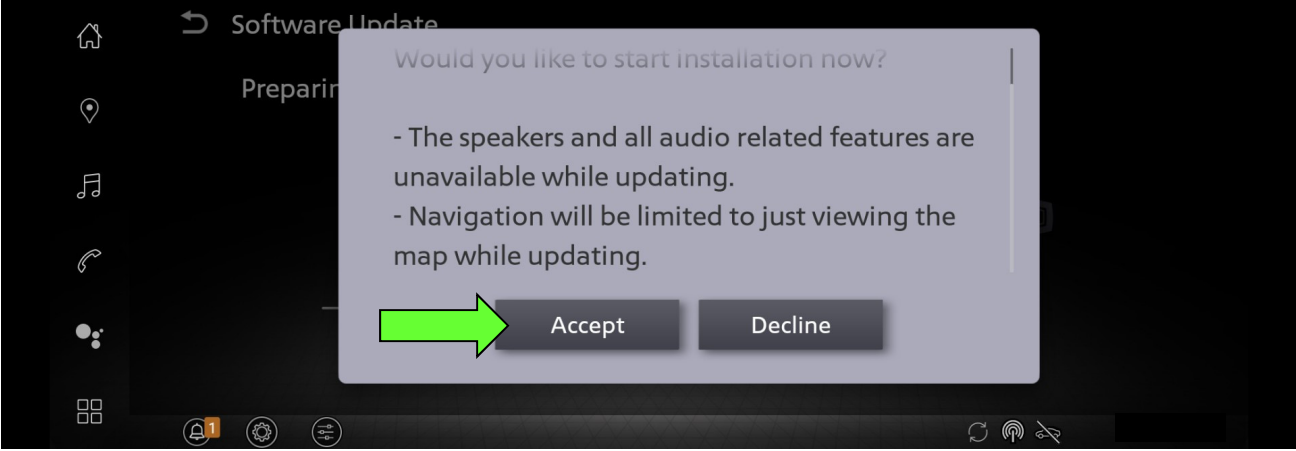 Software Update
Would you like to start installation now?
Preparin
- The speakers and all audio related features are
unavailable while updating.
- Navigation will be limited to just viewing the
map while updating.
Accept
Decline
1